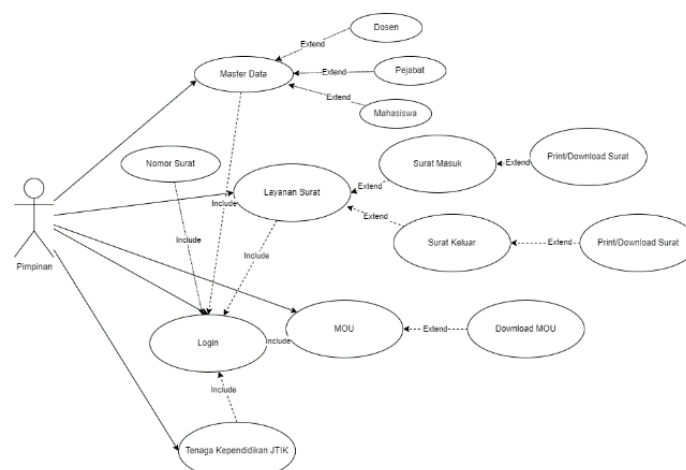 Dosen
Extend
Master Data
Extend
Pejabat
Extend
Mahasiswa
Nomor Surat
Surat Masuk
Extend
Print/Download Surat
Layanan Surat
Extend
Include
Extend
Include
Surat Keluar
Extend
Print/Download Surat
Include
Pimpinan
Login
Include
MOU
Extend
Download MOU
Include
Tenaga Kependidikan JTIK